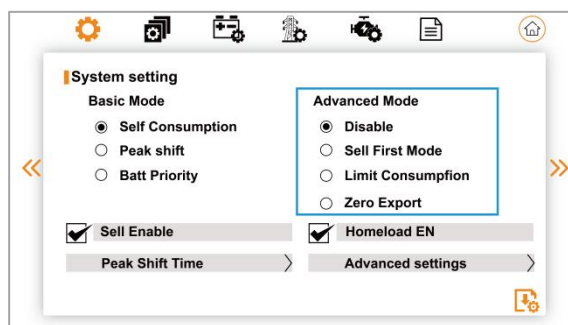 System setting
Basic Mode
Self Consumption
Peak shift
Batt Priority
Advanced Mode
Disable
Sell First Mode
Limit Consumpfion
Zero Export
Sell Enable
Homeload EN
Peak Shift Time
Advanced settings